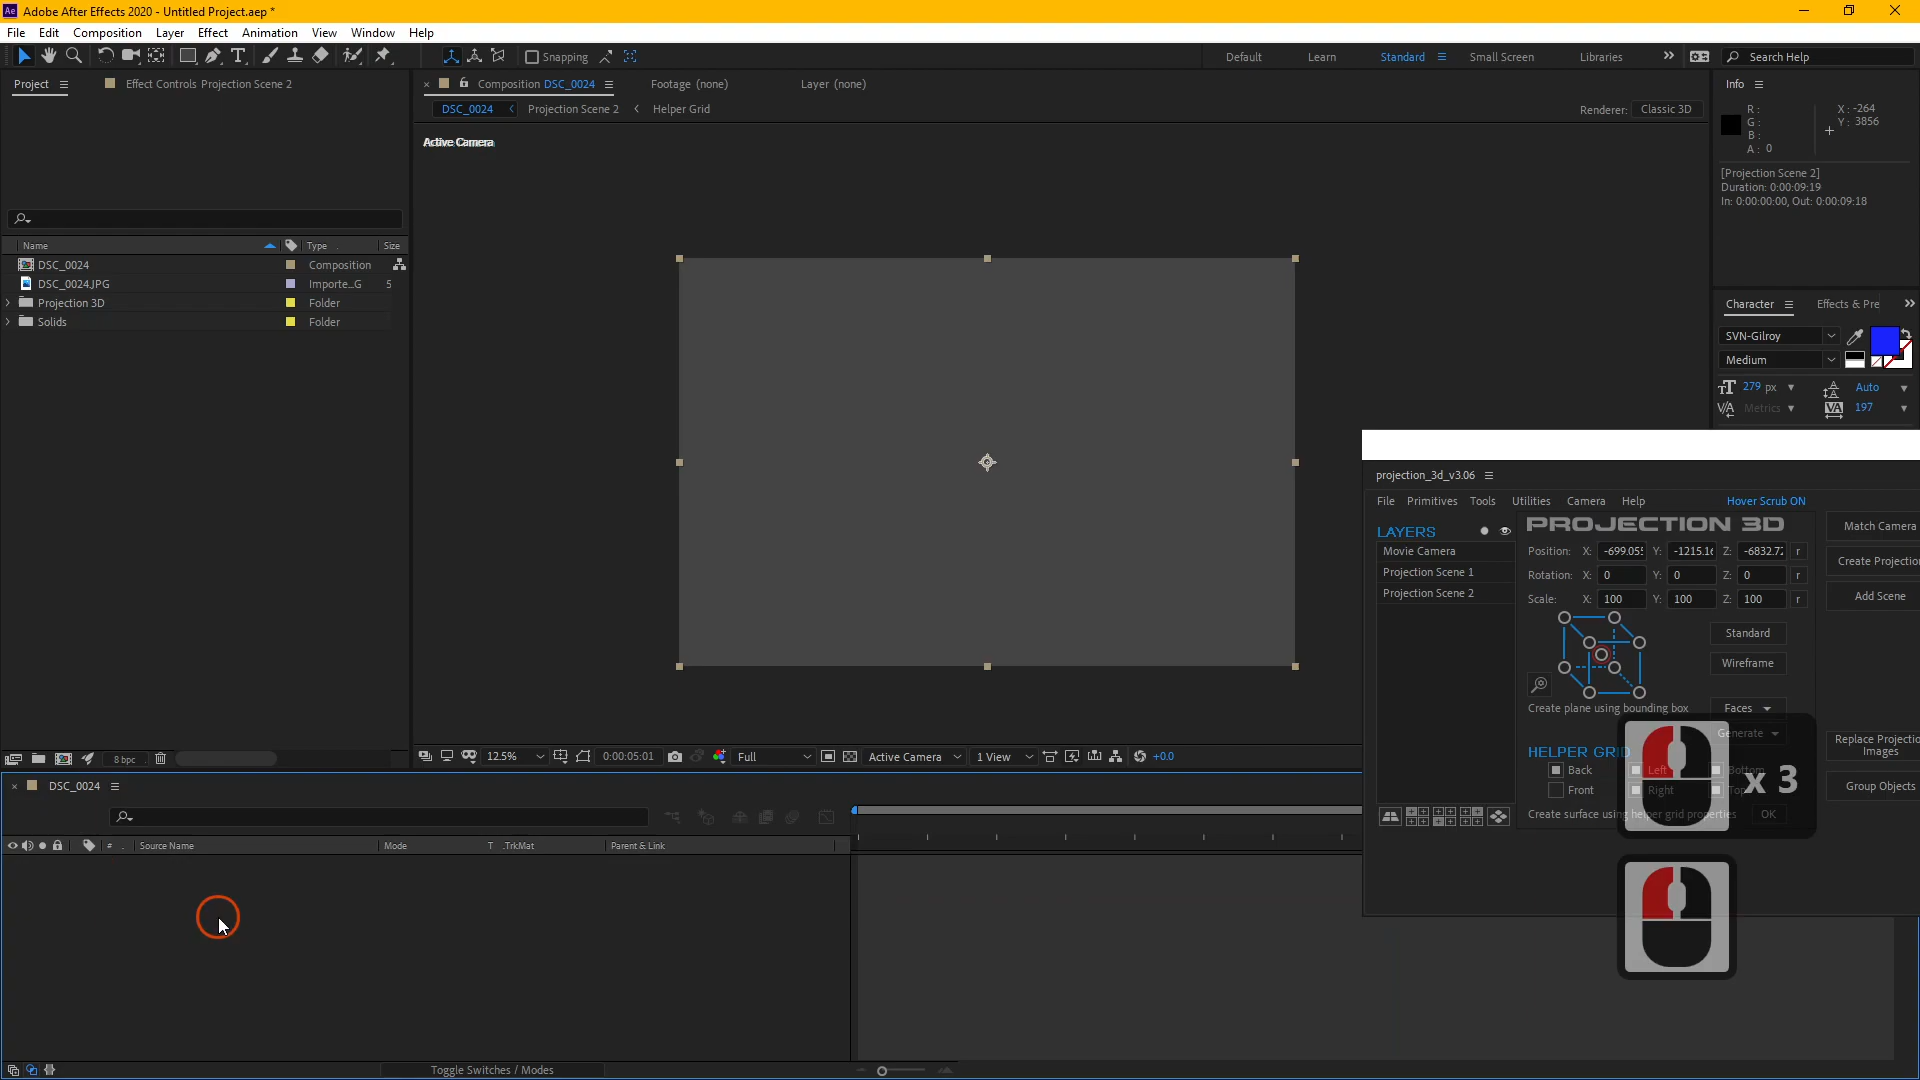 Ae Adobe After Effects 2020 - Untitled Project.aep *
File Edit Composition Layer Effect Animation View Window Help
Snapping
Default Learn Standard Small Screen Libraries
Search Help
Project Effect Controls Projection Scene 2
Composition DSC_0024 Footage (none) Layer (none)
Info
DSC_0024 Projection Scene 2 Helper Grid
Renderer: Classic 3D
R :
G :
B :
A : 0
X : -264
Y : 3856
Active Camera
[Projection Scene 2]
Duration: 0:00:09:19
In: 0:00:00:00, Out: 0:00:09:18
Name Type Size
DSC_0024 Composition
DSC_0024.JPG Importe...G 5
Projection 3D Folder
Solids Folder
Character Effects & Pre
SVN-Gilroy
Medium
279 px Auto
Metrics 197
projection_3d_v3.06
File Primitives Tools Utilities Camera Help Hover Scrub ON
LAYERS
Movie Camera
Projection Scene 1
Projection Scene 2
PROJECTION 3D
Position: X: -699.05 Y: -1215.1 Z: -6832.7 r
Rotation: X: 0 Y: 0 Z: 0 r
Scale: X: 100 Y: 100 Z: 100 r
Match Camera
Create Projectio
Add Scene
Standard
Wireframe
Create plane using bounding box Faces
Generate
HELPER GRID
Back Left Bottom
Front Right Top
Create surface using helper grid properties OK
Replace Projectio
Images
Group Objects
x 3
8 bpc
12.5% 0:00:05:01 Full Active Camera 1 View +0.0
DSC_0024
# Source Name Mode T .TrkMat Parent & Link
Toggle Switches / Modes